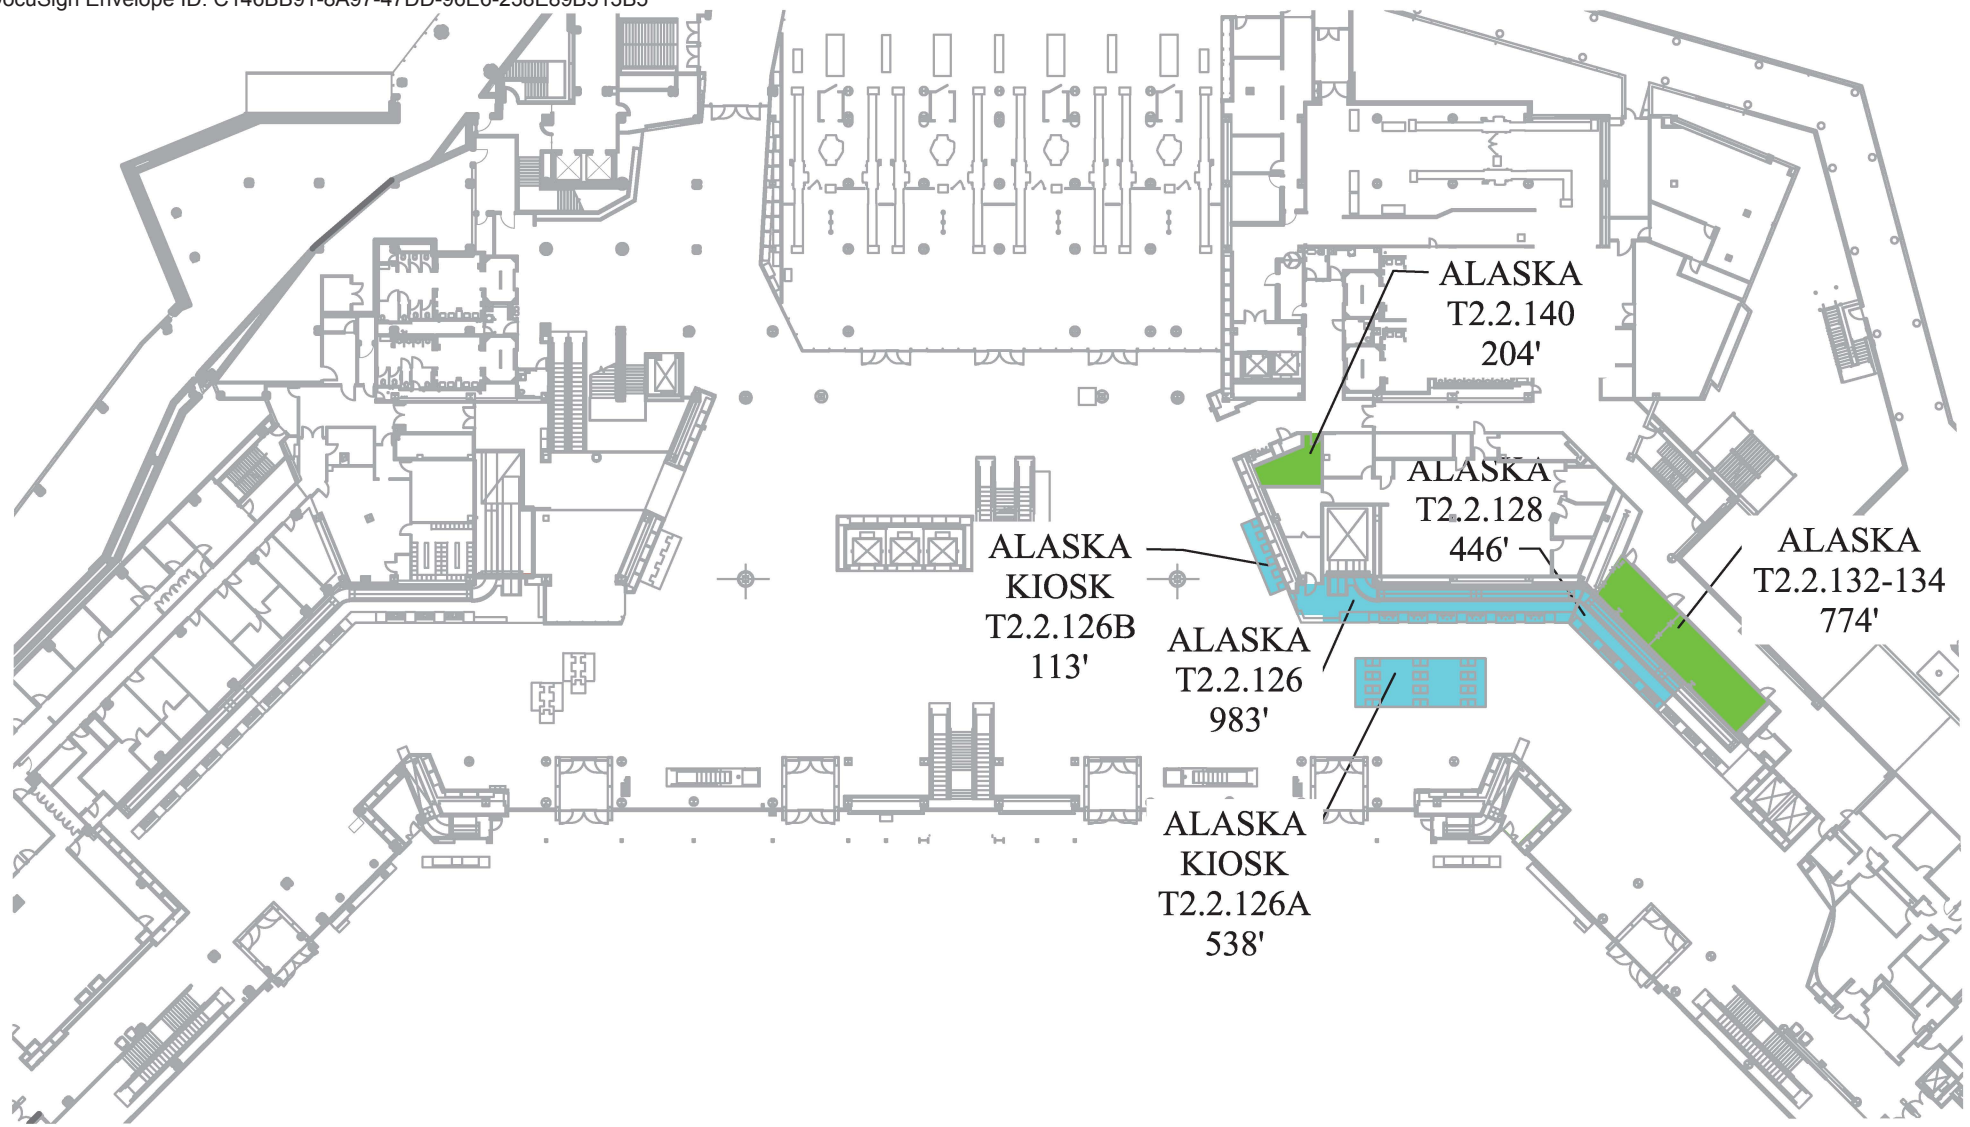 ALASKA
T2.2.140
204'
ALASKA
T2.2.128
446'
ALASKA
T2.2.132-134
774'
ALASKA
KIOSK
T2.2.126B
113'
ALASKA
T2.2.126
983'
ALASKA
KIOSK
T2.2.126A
538'